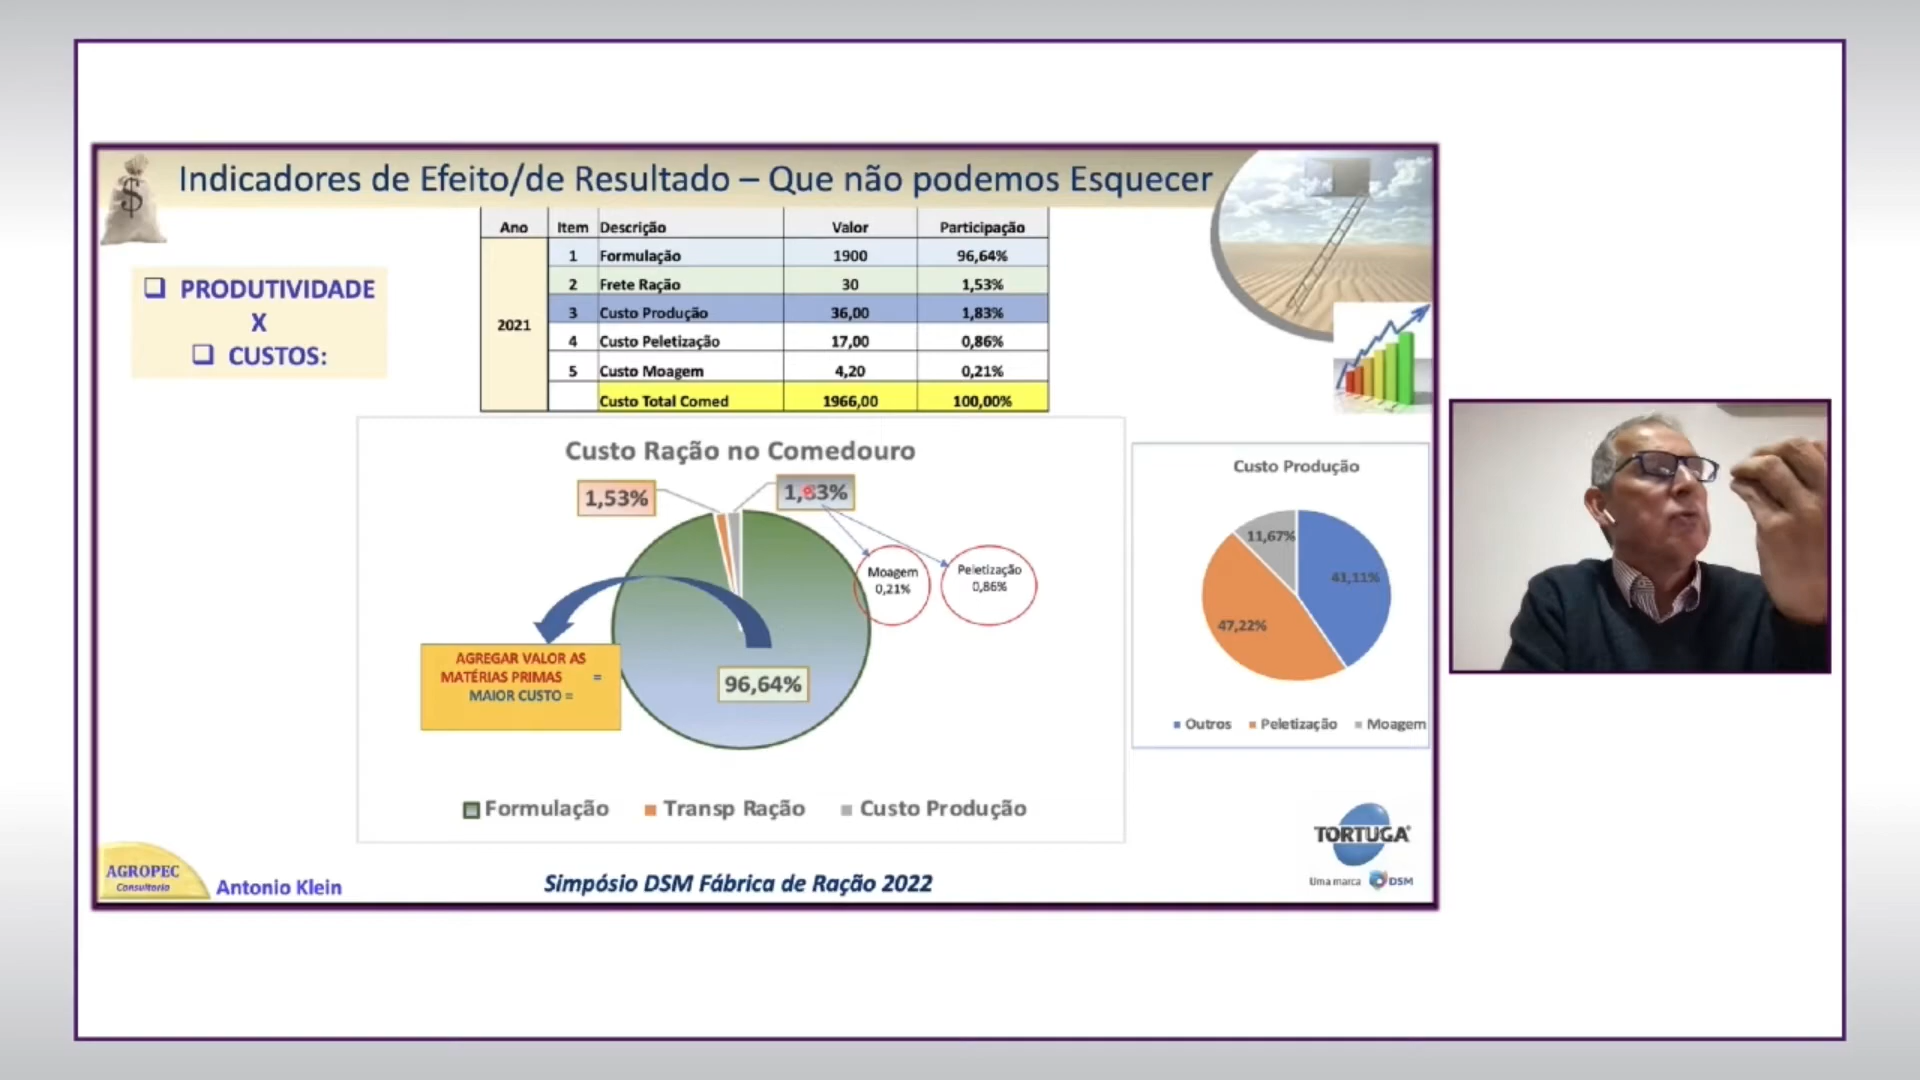 Indicadores de Efeito/de Resultado – Que não podemos Esquecer
$
PRODUTIVIDADE
X
CUSTOS:
Ano Item Descrição Valor Participação
1 Formulação 1900 96,64%
2 Frete Ração 30 1,53%
3 Custo Produção 36,00 1,83%
2021
4 Custo Peletização 17,00 0,86%
5 Custo Moagem 4,20 0,21%
Custo Total Comed 1966,00 100,00%
Custo Ração no Comedouro
1,53%
1,83%
Moagem
0,21%
Peletização
0,86%
AGREGAR VALOR AS
MATÉRIAS PRIMAS =
MAIOR CUSTO =
96,64%
Formulação Transp Ração Custo Produção
Custo Produção
11,67%
41,11%
47,22%
Outros Peletização Moagem
TORTUGA
Uma marca DSM
AGROPEC
Consultoria
Antonio Klein
Simpósio DSM Fábrica de Ração 2022